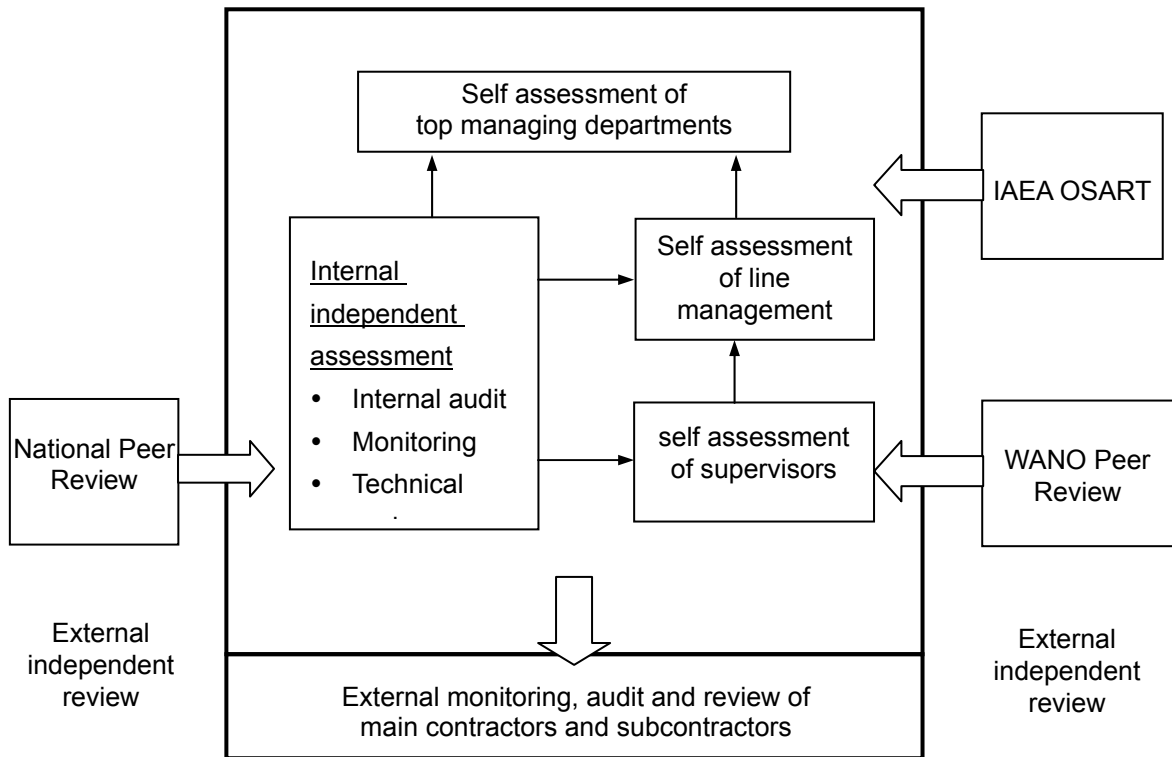 Self assessment of
top managing departments
IAEA OSART
Internal
independent
assessment
• Internal audit
• Monitoring
• Technical
Self assessment
of line
management
National Peer
Review
self assessment
of supervisors
WANO Peer
Review
External
independent
review
External
independent
review
External monitoring, audit and review of
main contractors and subcontractors